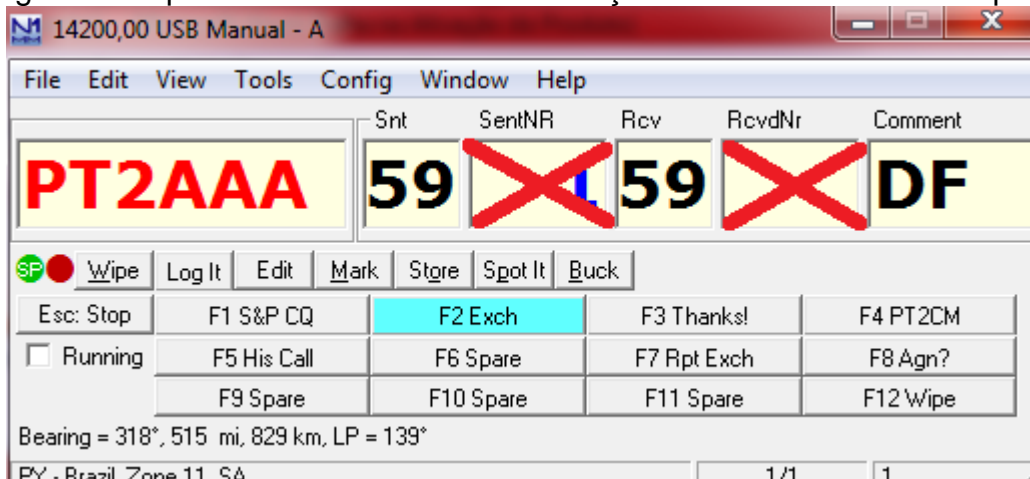 14200,00 USB Manual - A
File Edit View Tools Config Window Help
Snt SentNR Rcv RcvdNr Comment
PT2AAA 59 59 DF
SP Wipe Log It Edit Mark Store Spot It Buck
Esc: Stop F1 S&P CQ F2 Exch F3 Thanks! F4 PT2CM
Running F5 His Call F6 Spare F7 Rpt Exch F8 Agn?
F9 Spare F10 Spare F11 Spare F12 Wipe
Bearing = 318°, 515 mi, 829 km, LP = 139°
PY - Brazil, Zone 11, SA 1/1 1